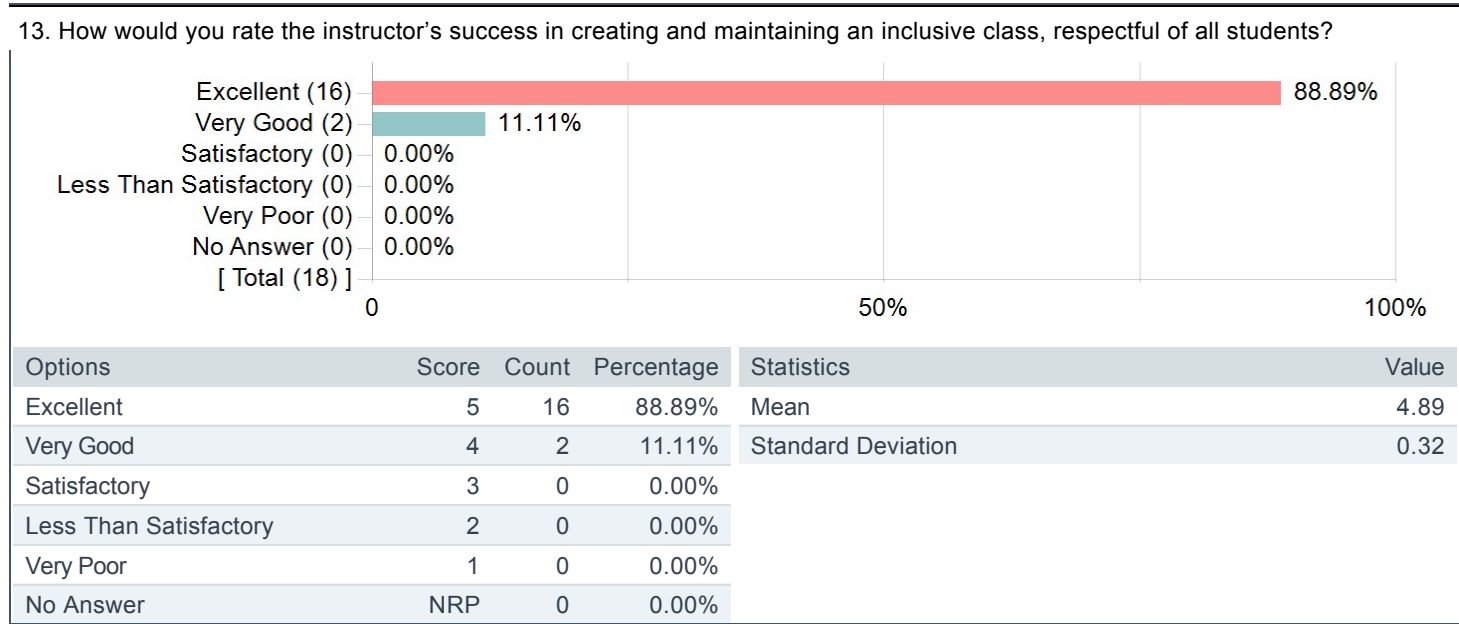 13. How would you rate the instructor’s success in creating and maintaining an inclusive class, respectful of all students?
Excellent (16) 88.89%
Very Good (2) 11.11%
Satisfactory (0) 0.00%
Less Than Satisfactory (0) 0.00%
Very Poor (0) 0.00%
No Answer (0) 0.00%
[ Total (18) ]
0 50% 100%
Options Score Count Percentage
Excellent 5 16 88.89%
Very Good 4 2 11.11%
Satisfactory 3 0 0.00%
Less Than Satisfactory 2 0 0.00%
Very Poor 1 0 0.00%
No Answer NRP 0 0.00%
Statistics Value
Mean 4.89
Standard Deviation 0.32